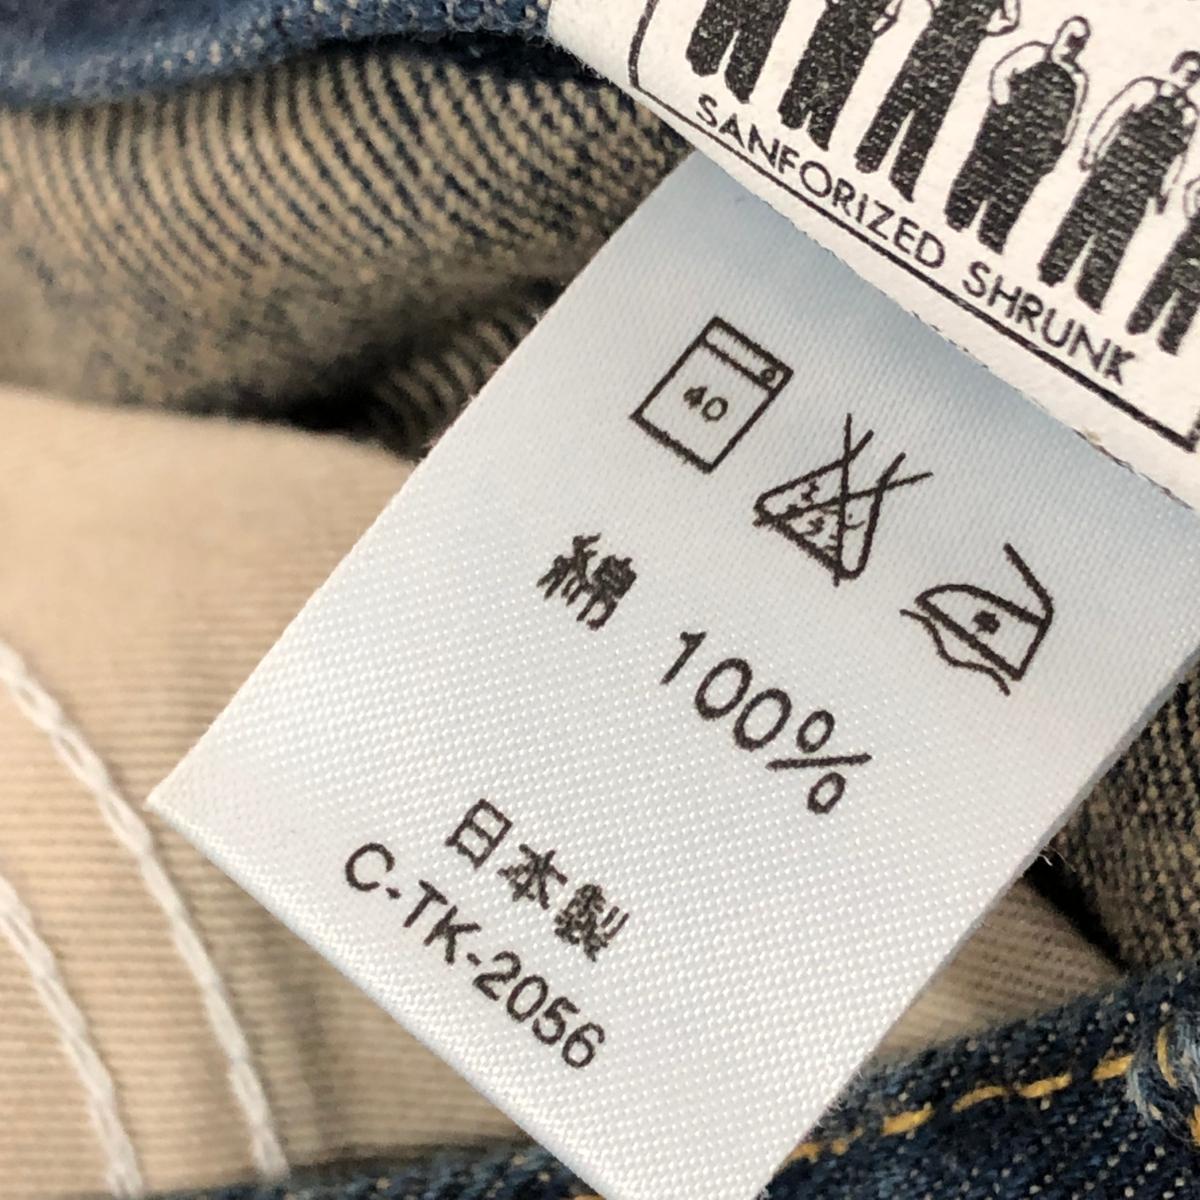 SANFORIZED SHRUNK
40
綿 100%
日本製
C-TK-2056